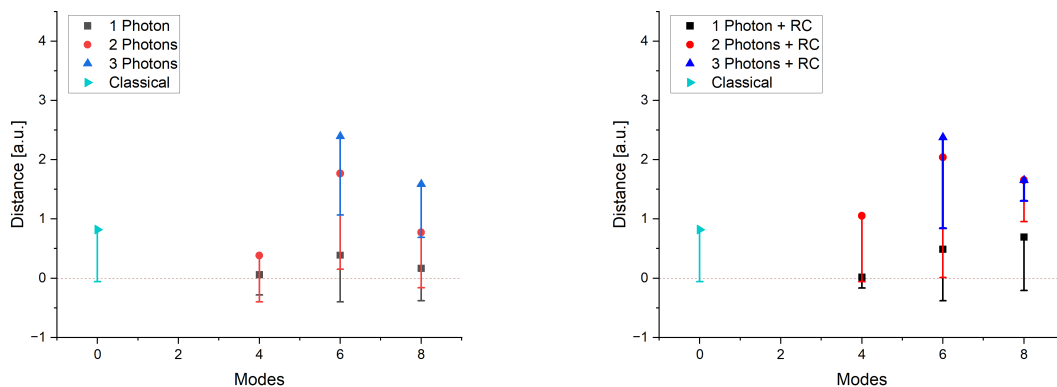 1 Photon
2 Photons
3 Photons
Classical
4
3
2
1
0
−1
Distance [a.u.]
0
2
4
6
8
Modes
1 Photon + RC
2 Photons + RC
3 Photons + RC
Classical
4
3
2
1
0
−1
Distance [a.u.]
0
2
4
6
8
Modes